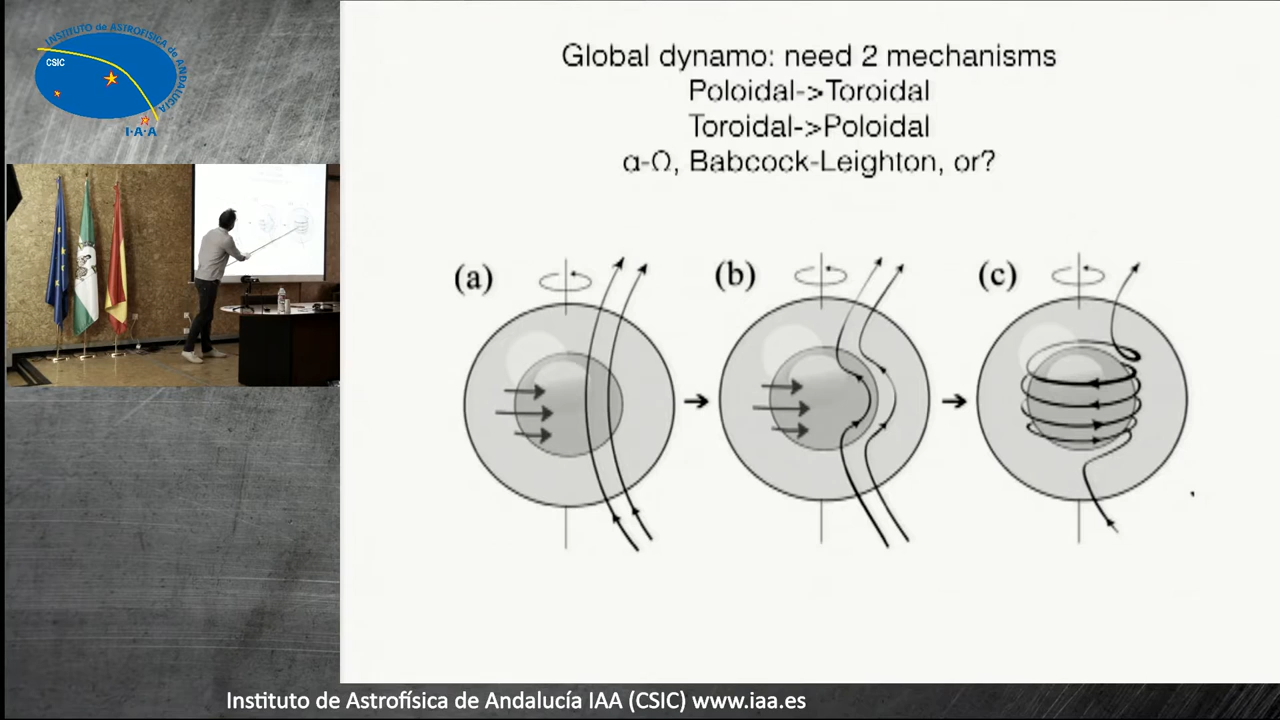 INSTITUTO de ASTROFÍSICA de ANDALUCÍA
CSIC
I·A·A
Global dynamo: need 2 mechanisms
Poloidal->Toroidal
Toroidal->Poloidal
α-Ω, Babcock-Leighton, or?
(a)
(b)
(c)
Instituto de Astrofísica de Andalucía IAA (CSIC) www.iaa.es